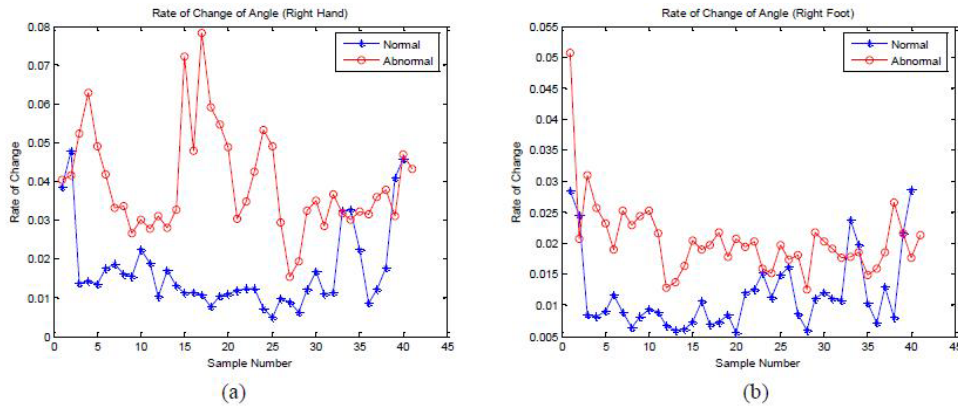 Rate of Change of Angle (Right Hand)
0.08
0.07
0.06
0.05
0.04
0.03
0.02
0.01
0
Rate of Change
Normal
Abnormal
0 5 10 15 20 25 30 35 40 45
Sample Number
(a)
Rate of Change of Angle (Right Foot)
0.055
0.05
0.045
0.04
0.035
0.03
0.025
0.02
0.015
0.01
0.005
Rate of Change
Normal
Abnormal
0 5 10 15 20 25 30 35 40 45
Sample Number
(b)